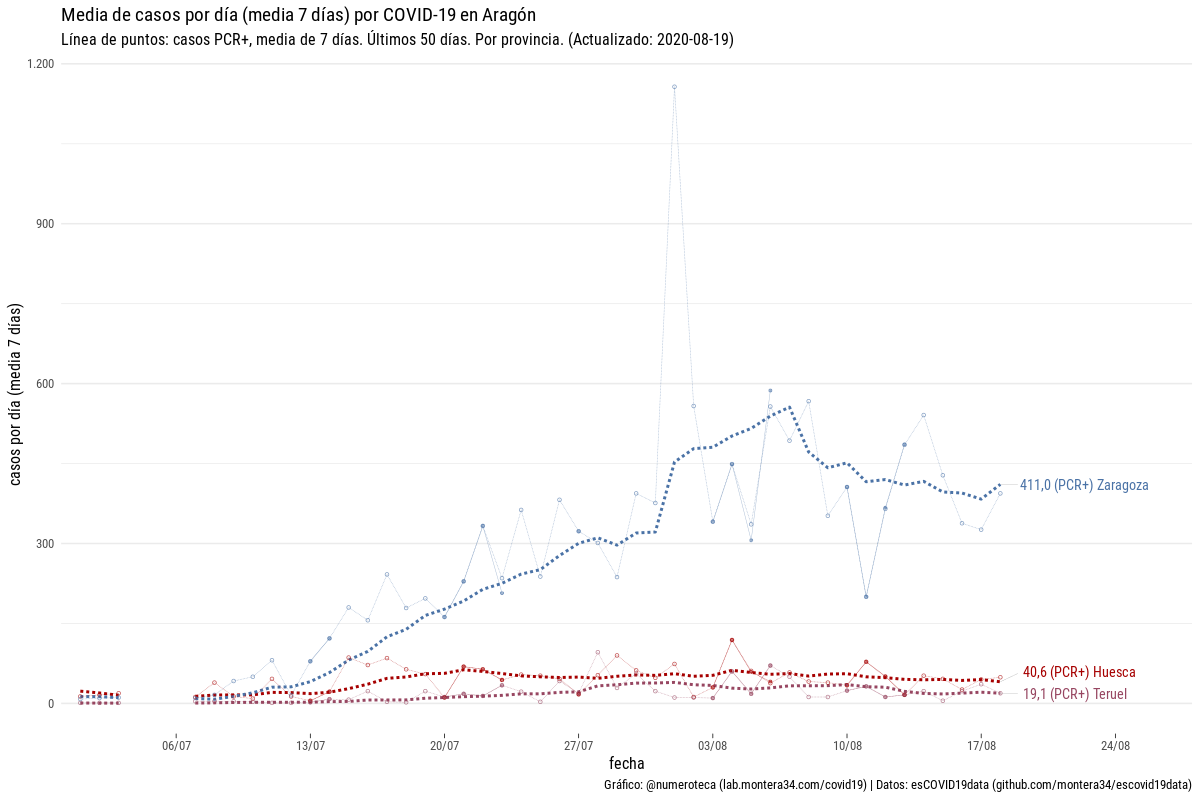 Media de casos por día (media 7 días) por COVID-19 en Aragón
Línea de puntos: casos PCR+, media de 7 días. Últimos 50 días. Por provincia. (Actualizado: 2020-08-19)
casos por día (media 7 días)
1.200
900
600
300
0
411,0 (PCR+) Zaragoza
40,6 (PCR+) Huesca
19,1 (PCR+) Teruel
06/07
13/07
20/07
27/07
03/08
10/08
17/08
24/08
fecha
Gráfico: @numeroteca (lab.montera34.com/covid19) | Datos: esCOVID19data (github.com/montera34/escovid19data)